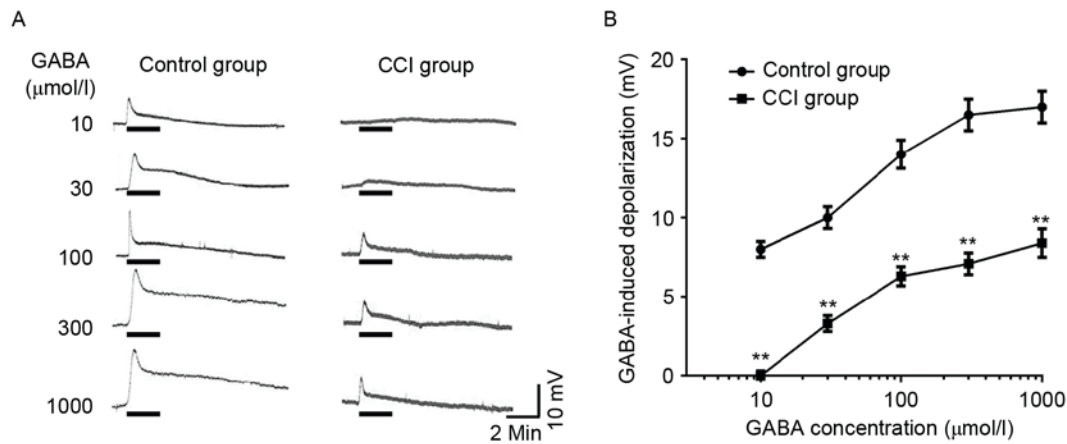 A
GABA
(μmol/l)
Control group
CCI group
10
30
100
300
1000
10 mV
2 Min
B
GABA-induced depolarization (mV)
20
15
10
5
0
Control group
CCI group
**
**
**
**
**
10
100
1000
GABA concentration (μmol/l)